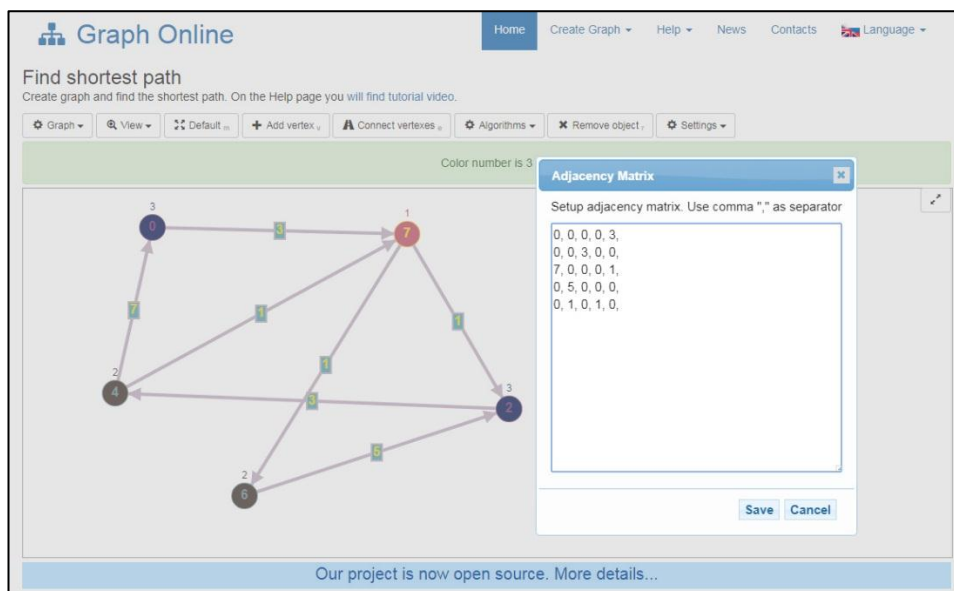 Graph Online
Home Create Graph Help News Contacts Language
Find shortest path
Create graph and find the shortest path. On the Help page you will find tutorial video.
Graph View Default m + Add vertex v Connect vertexes e Algorithms Remove object r Settings
Color number is 3
Adjacency Matrix
Setup adjacency matrix. Use comma "," as separator
0, 0, 0, 0, 3,
0, 0, 3, 0, 0,
7, 0, 0, 0, 1,
0, 5, 0, 0, 0,
0, 1, 0, 1, 0,
3
0
3
1
7
7
1
1
1
2
4
3
3
2
5
2
6
Save Cancel
Our project is now open source. More details...